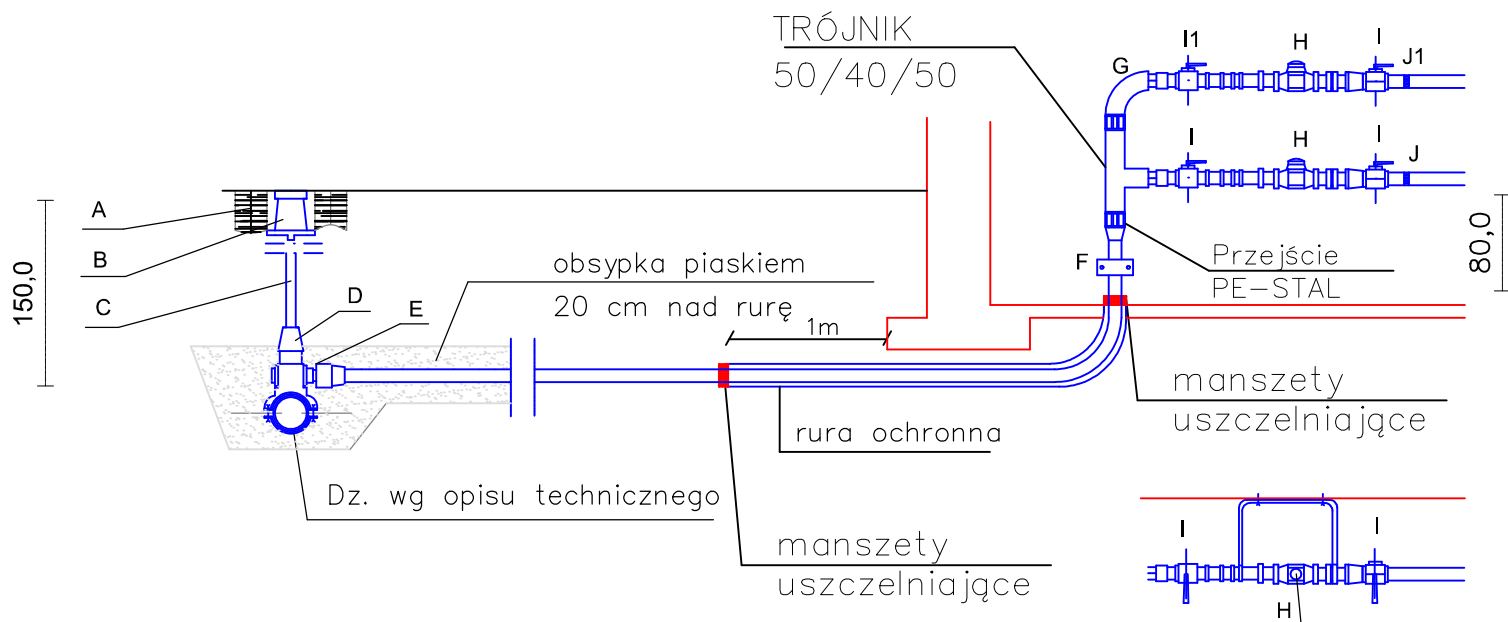 TRÓJNIK
50/40/50
I1
H
I
G
J1
I
H
I
J
A
B
C
D
E
150,0
obsypka piaskiem
20 cm nad rurę
1m
F
Przejście
PE-STAL
80,0
manszety
uszczelniające
rura ochronna
Dz. wg opisu technicznego
manszety
uszczelniające
I
I
H